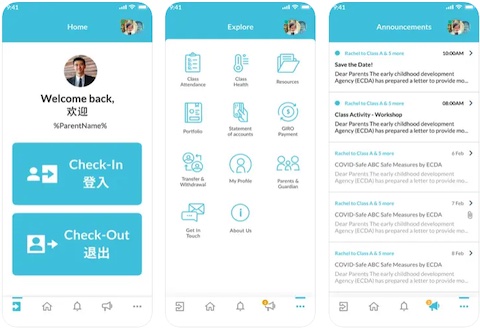 9:41
Home
Welcome back,
欢迎
%ParentName%
Check-In
登入
Check-Out
退出
9:41
Explore
Class
Attendance
Class
Health
Resources
Portfolio
Statement
of accounts
GIRO
Payment
Transfer &
Withdrawal
My Profile
Parents &
Guardian
Get in
Touch
About Us
9:41
Announcements
Rachel to Class A & 5 more
10:00AM
Save the Date!
Dear Parents The early childhood development
Agency (ECDA) has prepared a letter to provide mo...
Rachel to Class A & 5 more
08:00AM
Class Activity - Workshop
Dear Parents The early childhood development
Agency (ECDA) has prepared a letter to provide mo...
Rachel to Class A & 5 more
6 Feb
COVID-Safe ABC Safe Measures by ECDA
Dear Parents The early childhood development
Agency (ECDA) has prepared a letter to provide mo...
Rachel to Class A & 5 more
7 Feb
COVID-Safe ABC Safe Measures by ECDA
Dear Parents The early childhood development
Agency (ECDA) has prepared a letter to provide mo...
Rachel to Class A & 5 more
8 Feb
COVID-Safe ABC Safe Measures by ECDA
Dear Parents The early childhood development
Agency (ECDA) has prepared a letter to provide mo...